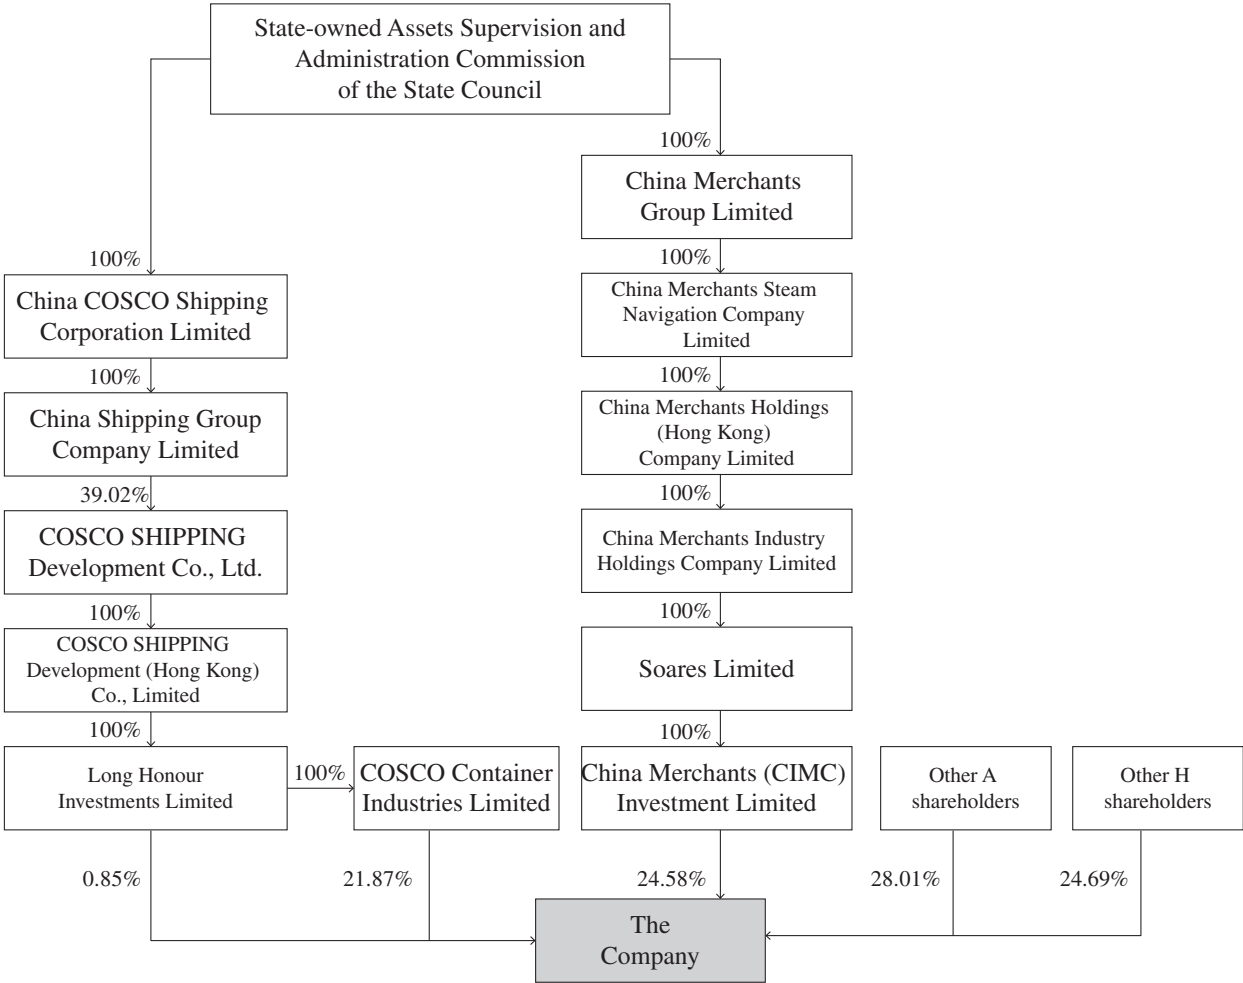 State-owned Assets Supervision and
Administration Commission
of the State Council
100%
China Merchants
Group Limited
100%
100%
China COSCO Shipping
Corporation Limited
China Merchants Steam
Navigation Company
Limited
100%
100%
China Shipping Group
Company Limited
China Merchants Holdings
(Hong Kong)
Company Limited
39.02%
100%
COSCO SHIPPING
Development Co., Ltd.
China Merchants Industry
Holdings Company Limited
100%
100%
COSCO SHIPPING
Development (Hong Kong)
Co., Limited
Soares Limited
100%
100%
Long Honour
Investments Limited
100%
COSCO Container
Industries Limited
China Merchants (CIMC)
Investment Limited
Other A
shareholders
Other H
shareholders
0.85%
21.87%
24.58%
28.01%
24.69%
The
Company